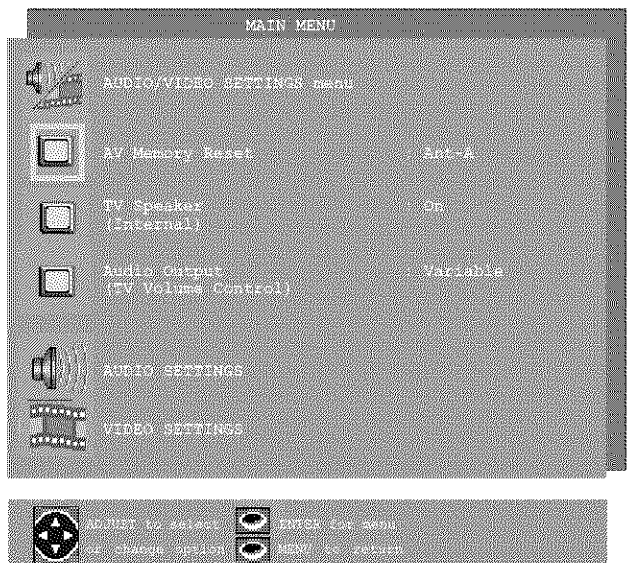 MAIN MENU
AUDIO/VIDEO SETTINGS menu
AV Memory Reset : Ant-A
TV Speaker : On
(Internal)
Audio Output : Variable
(TV Volume Control)
AUDIO SETTINGS
VIDEO SETTINGS
ADJUST to select ENTER for menu
or change option MENU to return